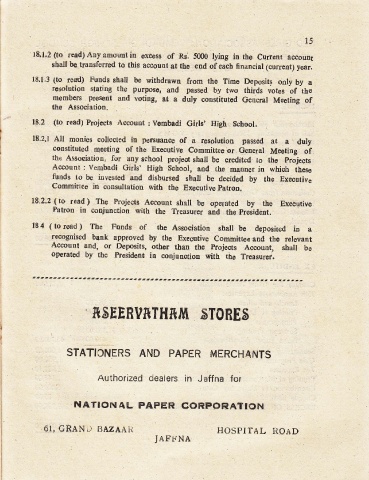 15
18.1.2 (to read) Any amount in excess of Rs. 5000 lying in the Current account
shall be transferred to this account at the end of each financial (current) year.
18.1.3 (to read) Funds shall be withdrawn from the Time Deposits only by a
resolution stating the purpose, and passed by two thirds votes of the
members present and voting, at a duly constituted General Meeting of
the Association.
18.2 (to read) Projects Account : Vembadi Girls' High School.
18.2.1 All monies collected in persuance of a resolution passed at a duly
constituted meeting of the Executive Committee or General Meeting of
the Association, for any school project shall be credited to the Projects
Account : Vembadi Girls' High School, and the manner in which these
funds to be invested and disbursed shall be decided by the Executive
Committee in consultation with the Executive Patron.
18.2.2 (to read ) The Projects Account shall be operated by the Executive
Patron in conjunction with the Treasurer and the President.
18 4 ( to read ) The Funds of the Association shall be deposited in a
recognised bank approved by the Executive Committee and the relevant
Account and, or Deposits, other than the Projects Account, shall be
operated by the President in conjunction with the Treasurer.
ASEERVATHAM STORES
STATIONERS AND PAPER MERCHANTS
Authorized dealers in Jaffna for
NATIONAL PAPER CORPORATION
61, GRAND BAZAAR HOSPITAL ROAD
JAFFNA